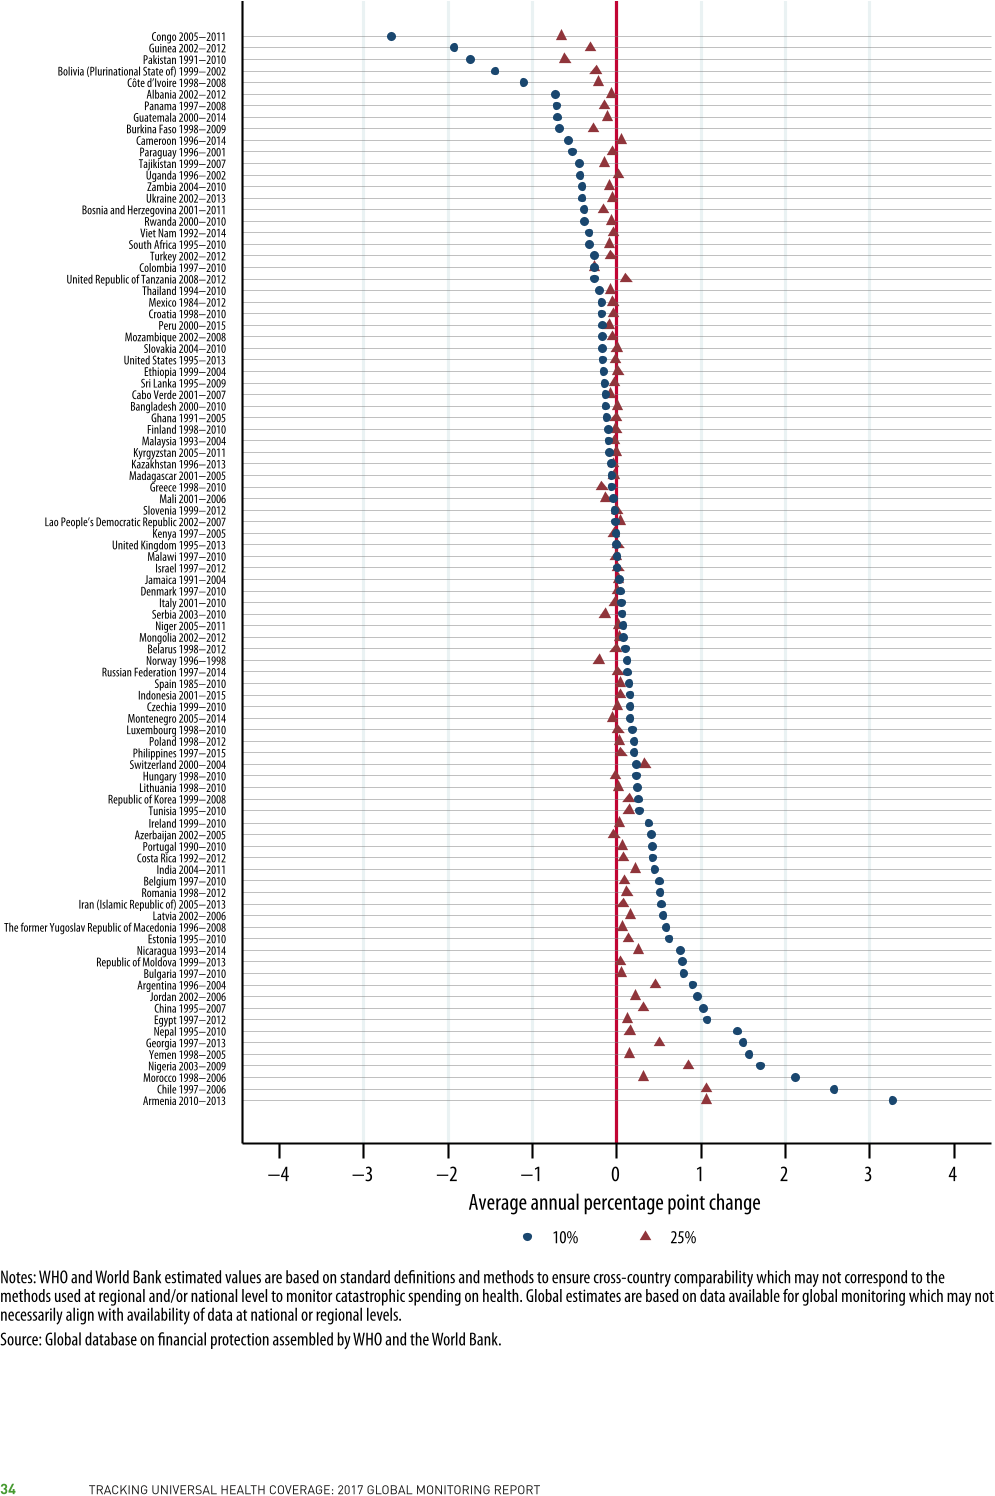 Congo 2005–2011
Guinea 2002–2012
Pakistan 1991–2010
Bolivia (Plurinational State of) 1999–2002
Côte d’Ivoire 1998–2008
Albania 2002–2012
Panama 1997–2008
Guatemala 2000–2014
Burkina Faso 1998–2009
Cameroon 1996–2014
Paraguay 1996–2001
Tajikistan 1999–2007
Uganda 1996–2002
Zambia 2004–2010
Ukraine 2002–2013
Bosnia and Herzegovina 2001–2011
Rwanda 2000–2010
Viet Nam 1992–2014
South Africa 1995–2010
Turkey 2002–2012
Colombia 1997–2010
United Republic of Tanzania 2008–2012
Thailand 1994–2010
Mexico 1984–2012
Croatia 1998–2010
Peru 2000–2015
Mozambique 2002–2008
Slovakia 2004–2010
United States 1995–2013
Ethiopia 1999–2004
Sri Lanka 1995–2009
Cabo Verde 2001–2007
Bangladesh 2000–2010
Ghana 1991–2005
Finland 1998–2010
Malaysia 1993–2004
Kyrgyzstan 2005–2011
Kazakhstan 1996–2013
Madagascar 2001–2005
Greece 1998–2010
Mali 2001–2006
Slovenia 1999–2012
Lao People’s Democratic Republic 2002–2007
Kenya 1997–2005
United Kingdom 1995–2013
Malawi 1997–2010
Israel 1997–2012
Jamaica 1991–2004
Denmark 1997–2010
Italy 2001–2010
Serbia 2003–2010
Niger 2005–2011
Mongolia 2002–2012
Belarus 1998–2012
Norway 1996–1998
Russian Federation 1997–2014
Spain 1985–2010
Indonesia 2001–2015
Czechia 1999–2010
Montenegro 2005–2014
Luxembourg 1998–2010
Poland 1998–2012
Philippines 1997–2015
Switzerland 2000–2004
Hungary 1998–2010
Lithuania 1998–2010
Republic of Korea 1999–2008
Tunisia 1995–2010
Ireland 1999–2010
Azerbaijan 2002–2005
Portugal 1990–2010
Costa Rica 1992–2012
India 2004–2011
Belgium 1997–2010
Romania 1998–2012
Iran (Islamic Republic of) 2005–2013
Latvia 2002–2006
The former Yugoslav Republic of Macedonia 1996–2008
Estonia 1995–2010
Nicaragua 1993–2014
Republic of Moldova 1999–2013
Bulgaria 1997–2010
Argentina 1996–2004
Jordan 2002–2006
China 1995–2007
Egypt 1997–2012
Nepal 1995–2010
Georgia 1997–2013
Yemen 1998–2005
Nigeria 2003–2009
Morocco 1998–2006
Chile 1997–2006
Armenia 2010–2013
−4 −3 −2 −1 0 1 2 3 4
Average annual percentage point change
10% 25%
Notes: WHO and World Bank estimated values are based on standard definitions and methods to ensure cross-country comparability which may not correspond to the
methods used at regional and/or national level to monitor catastrophic spending on health. Global estimates are based on data available for global monitoring which may not
necessarily align with availability of data at national or regional levels.
Source: Global database on financial protection assembled by WHO and the World Bank.
34 TRACKING UNIVERSAL HEALTH COVERAGE: 2017 GLOBAL MONITORING REPORT